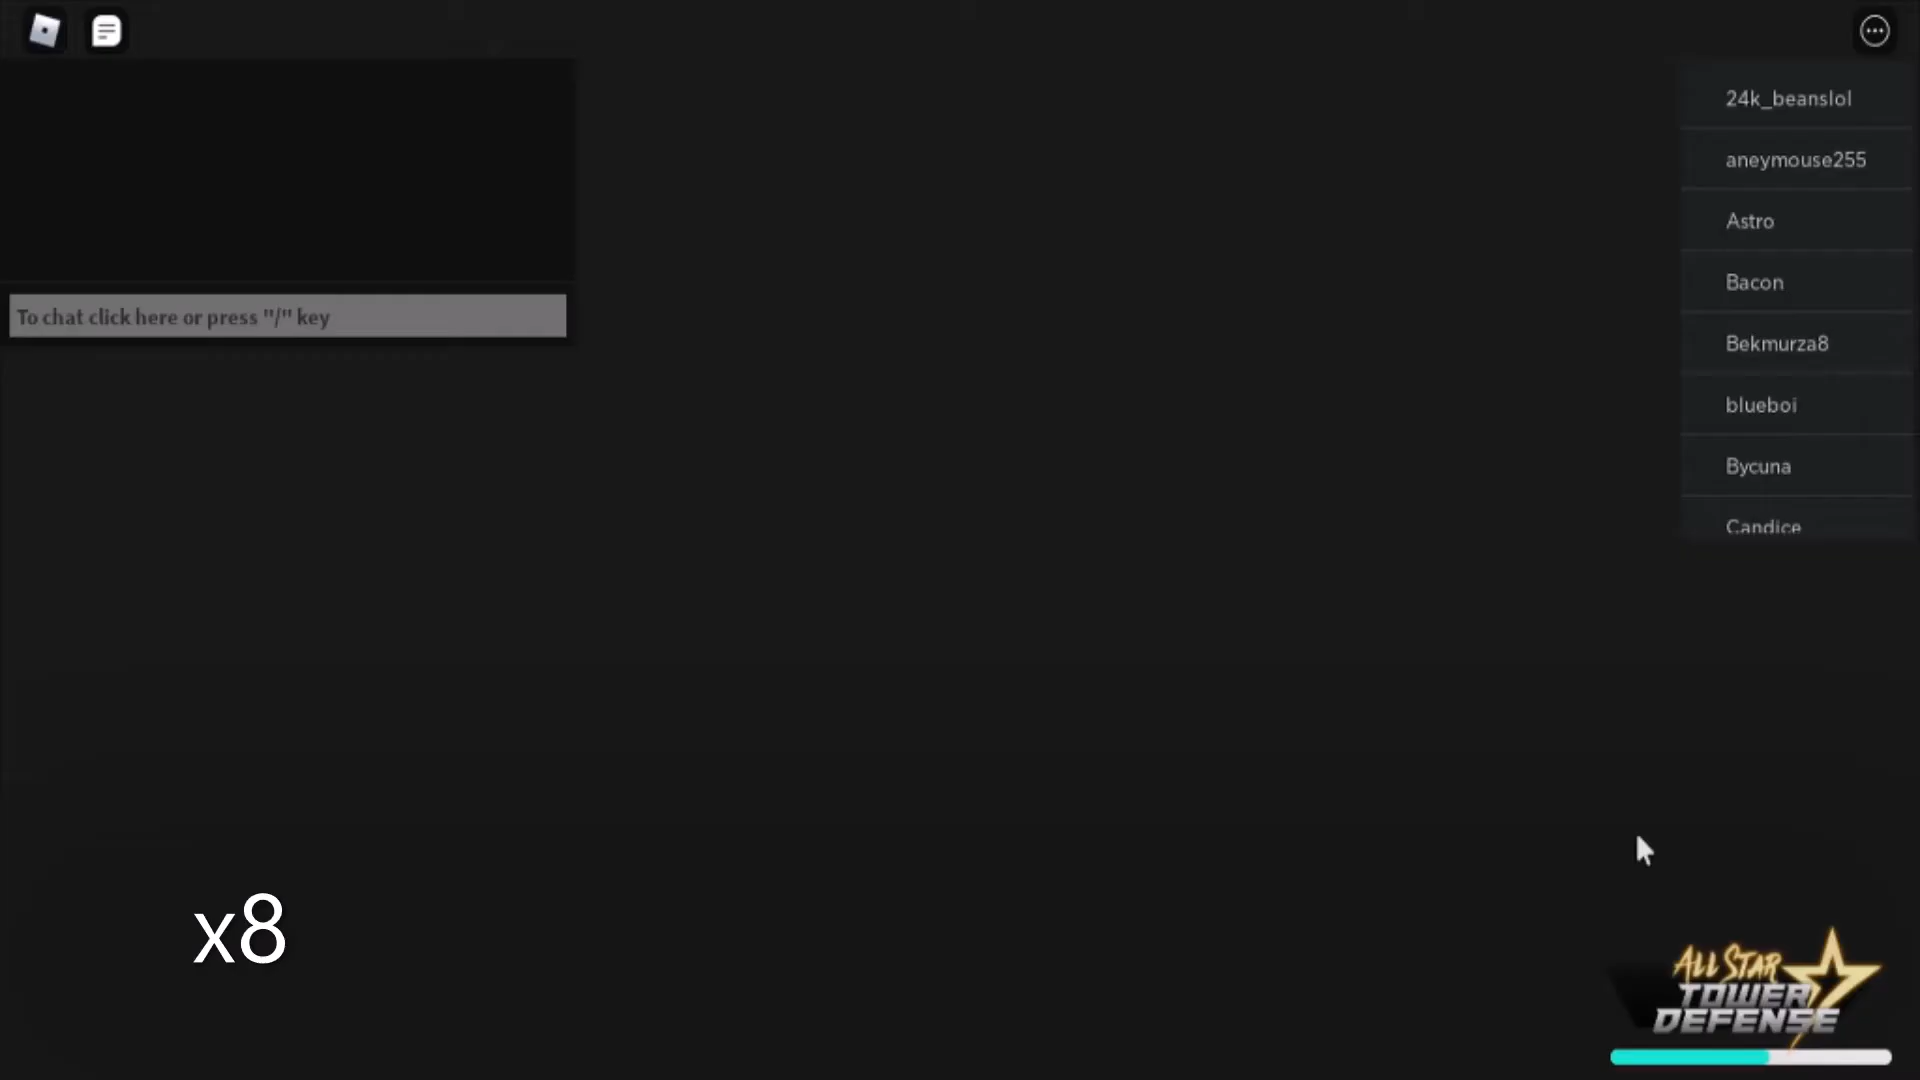 24k_beanslol
aneymouse255
Astro
Bacon
To chat click here or press "/" key
Bekmurza8
blueboi
Bycuna
Candice
x8
ALL STAR
TOWER
DEFENSE